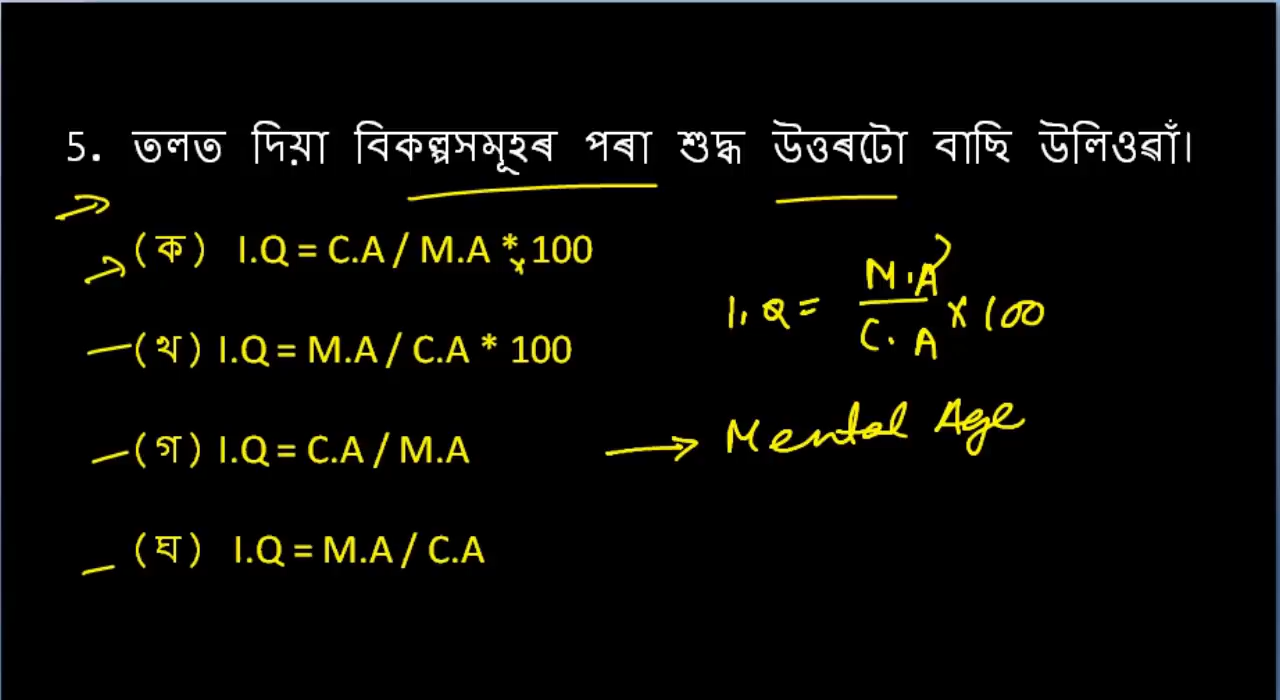 5. তলত দিয়া বিকল্পসমূহৰ পৰা শুদ্ধ উত্তৰটো বাছি উলিওৱাঁ।
(ক) I.Q = C.A / M.A * 100
(খ) I.Q = M.A / C.A * 100
(গ) I.Q = C.A / M.A
(ঘ) I.Q = M.A / C.A
I. Q = M.A / C.A × 100
→ Mental Age